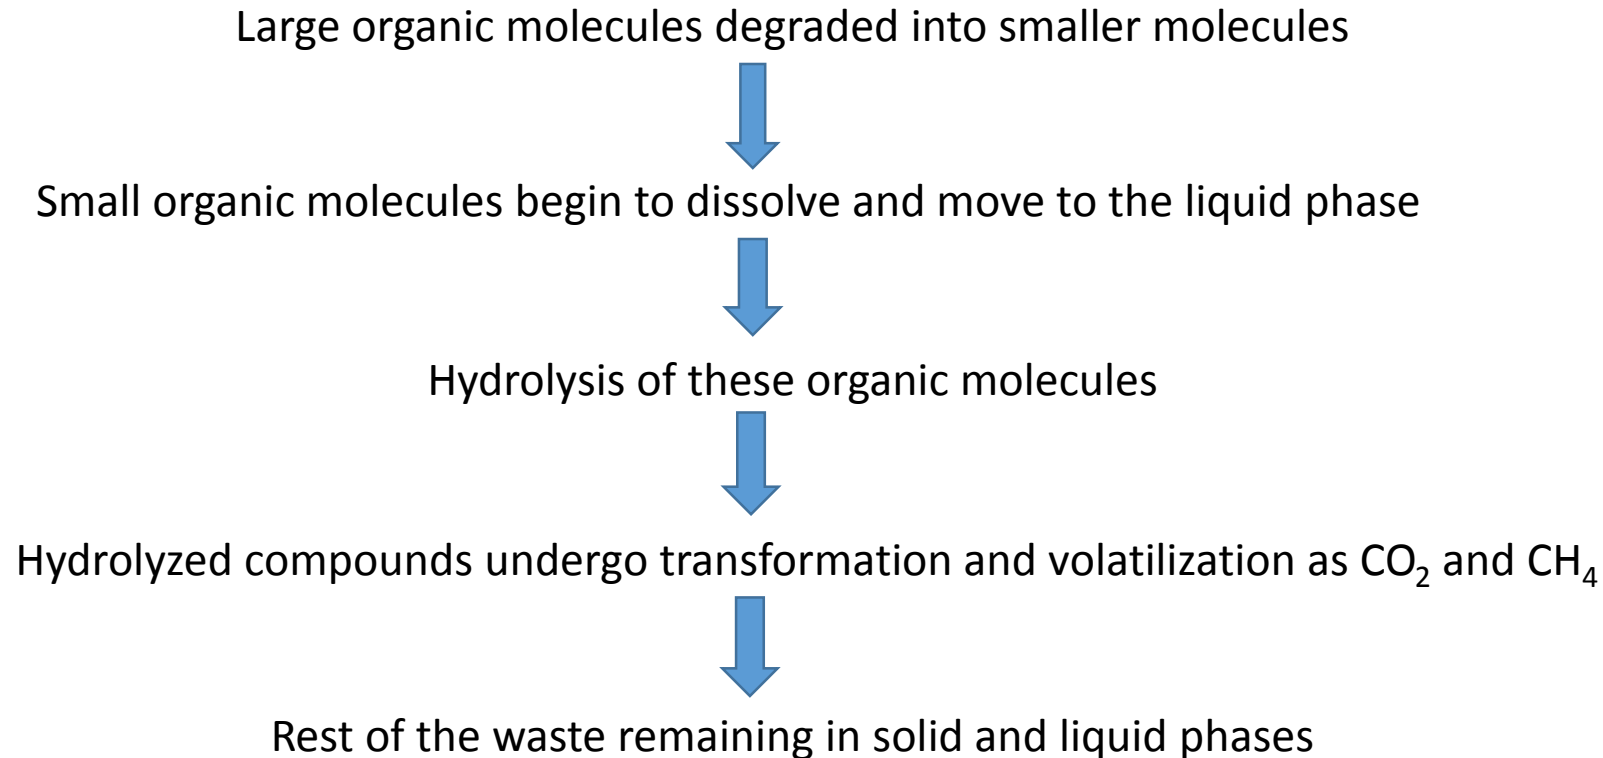 Large organic molecules degraded into smaller molecules
Small organic molecules begin to dissolve and move to the liquid phase
Hydrolysis of these organic molecules
Hydrolyzed compounds undergo transformation and volatilization as CO₂ and CH₄
Rest of the waste remaining in solid and liquid phases